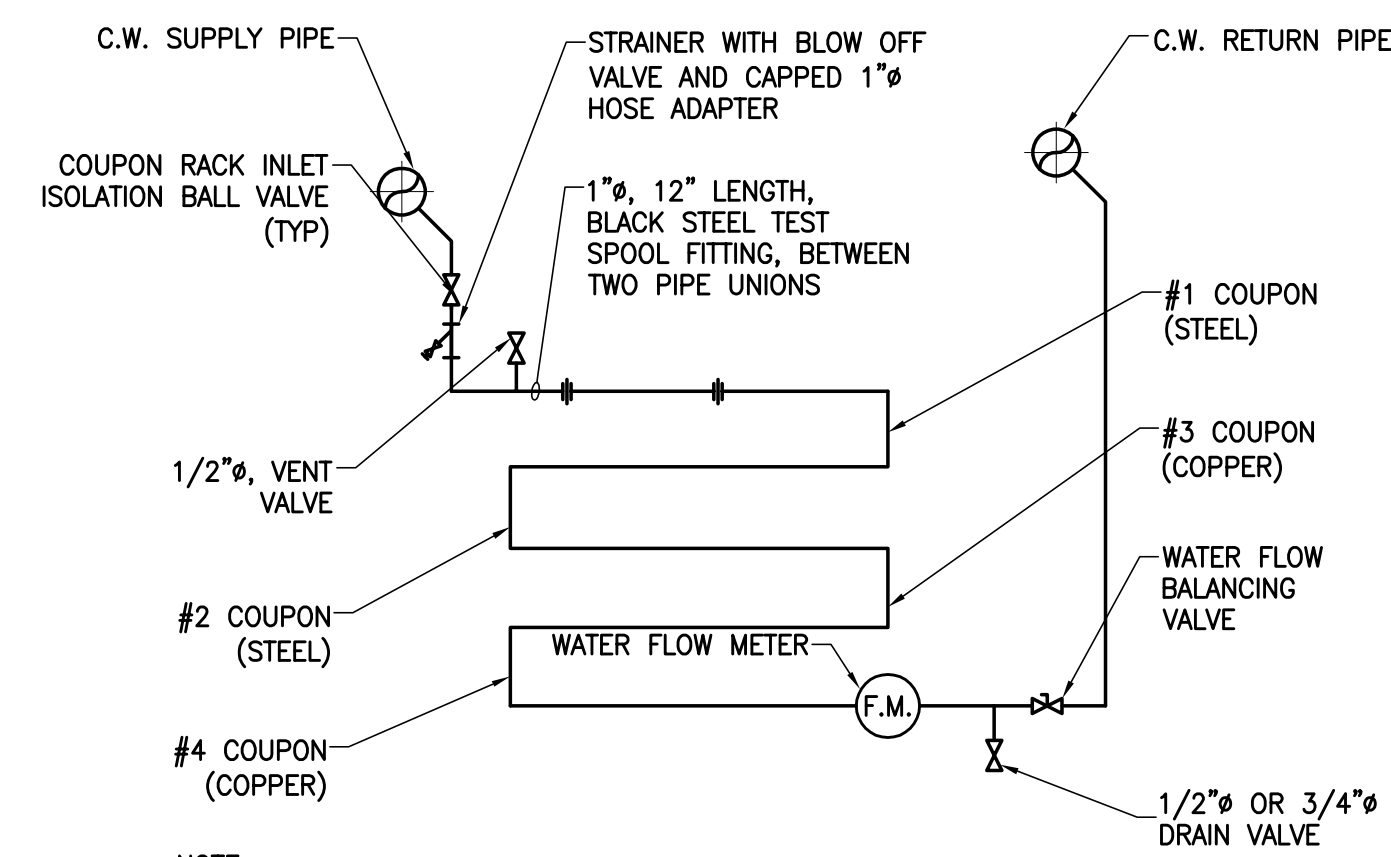 C.W. SUPPLY PIPE
STRAINER WITH BLOW OFF
VALVE AND CAPPED 1"ø
HOSE ADAPTER
C.W. RETURN PIPE
COUPON RACK INLET
ISOLATION BALL VALVE
(TYP)
1"ø, 12" LENGTH,
BLACK STEEL TEST
SPOOL FITTING, BETWEEN
TWO PIPE UNIONS
#1 COUPON
(STEEL)
#3 COUPON
(COPPER)
1/2"ø, VENT
VALVE
WATER FLOW
BALANCING
VALVE
#2 COUPON
(STEEL)
WATER FLOW METER
F.M.
#4 COUPON
(COPPER)
1/2"ø OR 3/4"ø
DRAIN VALVE